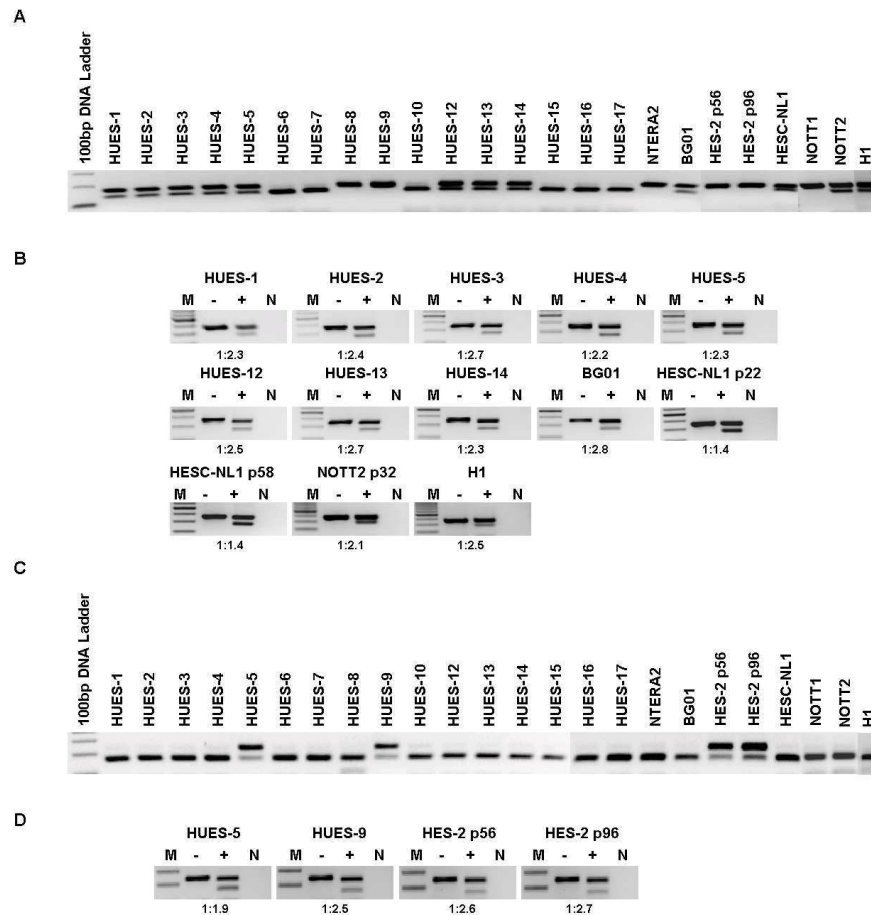 A
100bp DNA Ladder
HUES-1
HUES-2
HUES-3
HUES-4
HUES-5
HUES-6
HUES-7
HUES-8
HUES-9
HUES-10
HUES-12
HUES-13
HUES-14
HUES-15
HUES-16
HUES-17
NTERA2
BG01
HES-2 p56
HES-2 p96
HESC-NL1
NOTT1
NOTT2
H1
B
HUES-1 HUES-2 HUES-3 HUES-4 HUES-5
M - + N M - + N M - + N M - + N M - + N
1:2.3 1:2.4 1:2.7 1:2.2 1:2.3
HUES-12 HUES-13 HUES-14 BG01 HESC-NL1 p22
M - + N M - + N M - + N M - + N M - + N
1:2.5 1:2.7 1:2.3 1:2.8 1:1.4
HESC-NL1 p58 NOTT2 p32 H1
M - + N M - + N M - + N
1:1.4 1:2.1 1:2.5
C
100bp DNA Ladder
HUES-1
HUES-2
HUES-3
HUES-4
HUES-5
HUES-6
HUES-7
HUES-8
HUES-9
HUES-10
HUES-12
HUES-13
HUES-14
HUES-15
HUES-16
HUES-17
NTERA2
BG01
HES-2 p56
HES-2 p96
HESC-NL1
NOTT1
NOTT2
H1
D
HUES-5 HUES-9 HES-2 p56 HES-2 p96
M - + N M - + N M - + N M - + N
1:1.9 1:2.5 1:2.6 1:2.7